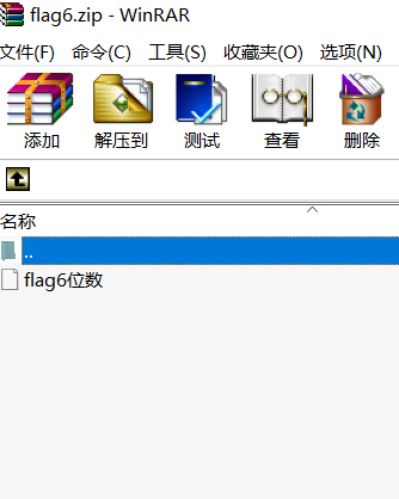 flag6.zip - WinRAR
文件(F) 命令(C) 工具(S) 收藏夹(O) 选项(N)
添加 解压到 测试 查看 删除
名称
..
flag6位数